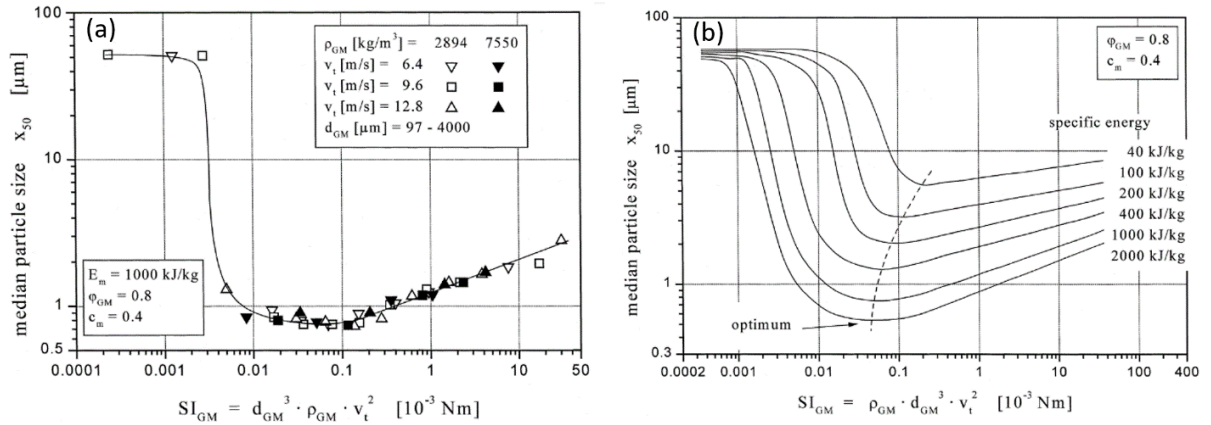 (a)
100
10
1
0.5
median particle size x₅₀ [µm]
ρGM [kg/m³] = 2894 7550
vt [m/s] = 6.4 ▽ ▼
vt [m/s] = 9.6 □ ■
vt [m/s] = 12.8 △ ▲
dGM [µm] = 97 - 4000
Em = 1000 kJ/kg
φGM = 0.8
cm = 0.4
0.0001 0.001 0.01 0.1 1 10 50
SIGM = dGM³ · ρGM · vt² [10⁻³ Nm]
(b)
100
10
1
0.3
median particle size x₅₀ [µm]
φGM = 0.8
cm = 0.4
specific energy
40 kJ/kg
100 kJ/kg
200 kJ/kg
400 kJ/kg
1000 kJ/kg
2000 kJ/kg
optimum
0.0002 0.001 0.01 0.1 1 10 100 400
SIGM = ρGM · dGM³ · vt² [10⁻³ Nm]